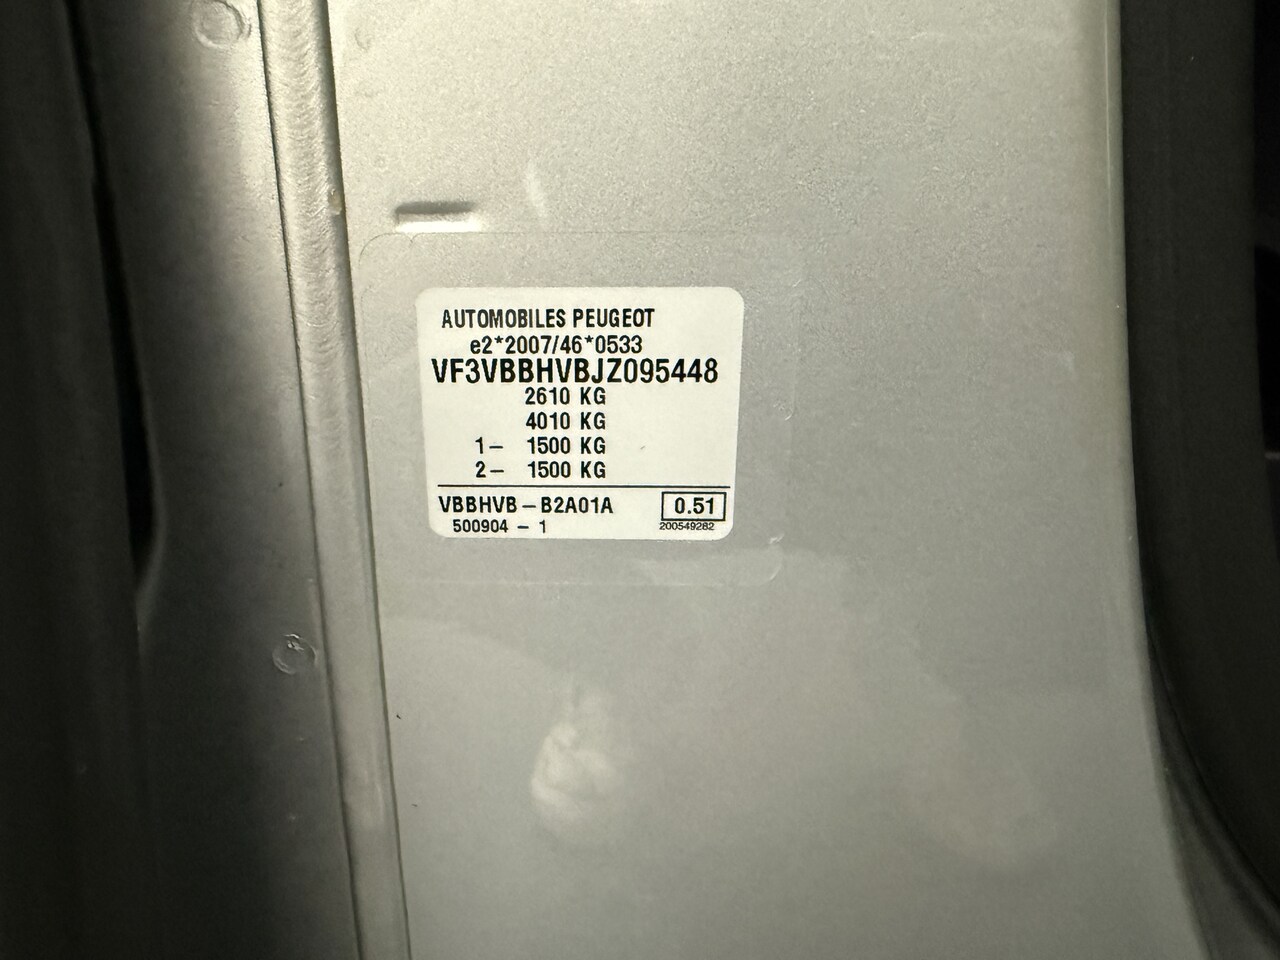 AUTOMOBILES PEUGEOT
e2*2007/46*0533
VF3VBBHVBJZ095448
2610 KG
4010 KG
1– 1500 KG
2– 1500 KG
VBBHVB – B2A01A 0.51
500904 – 1 200549282